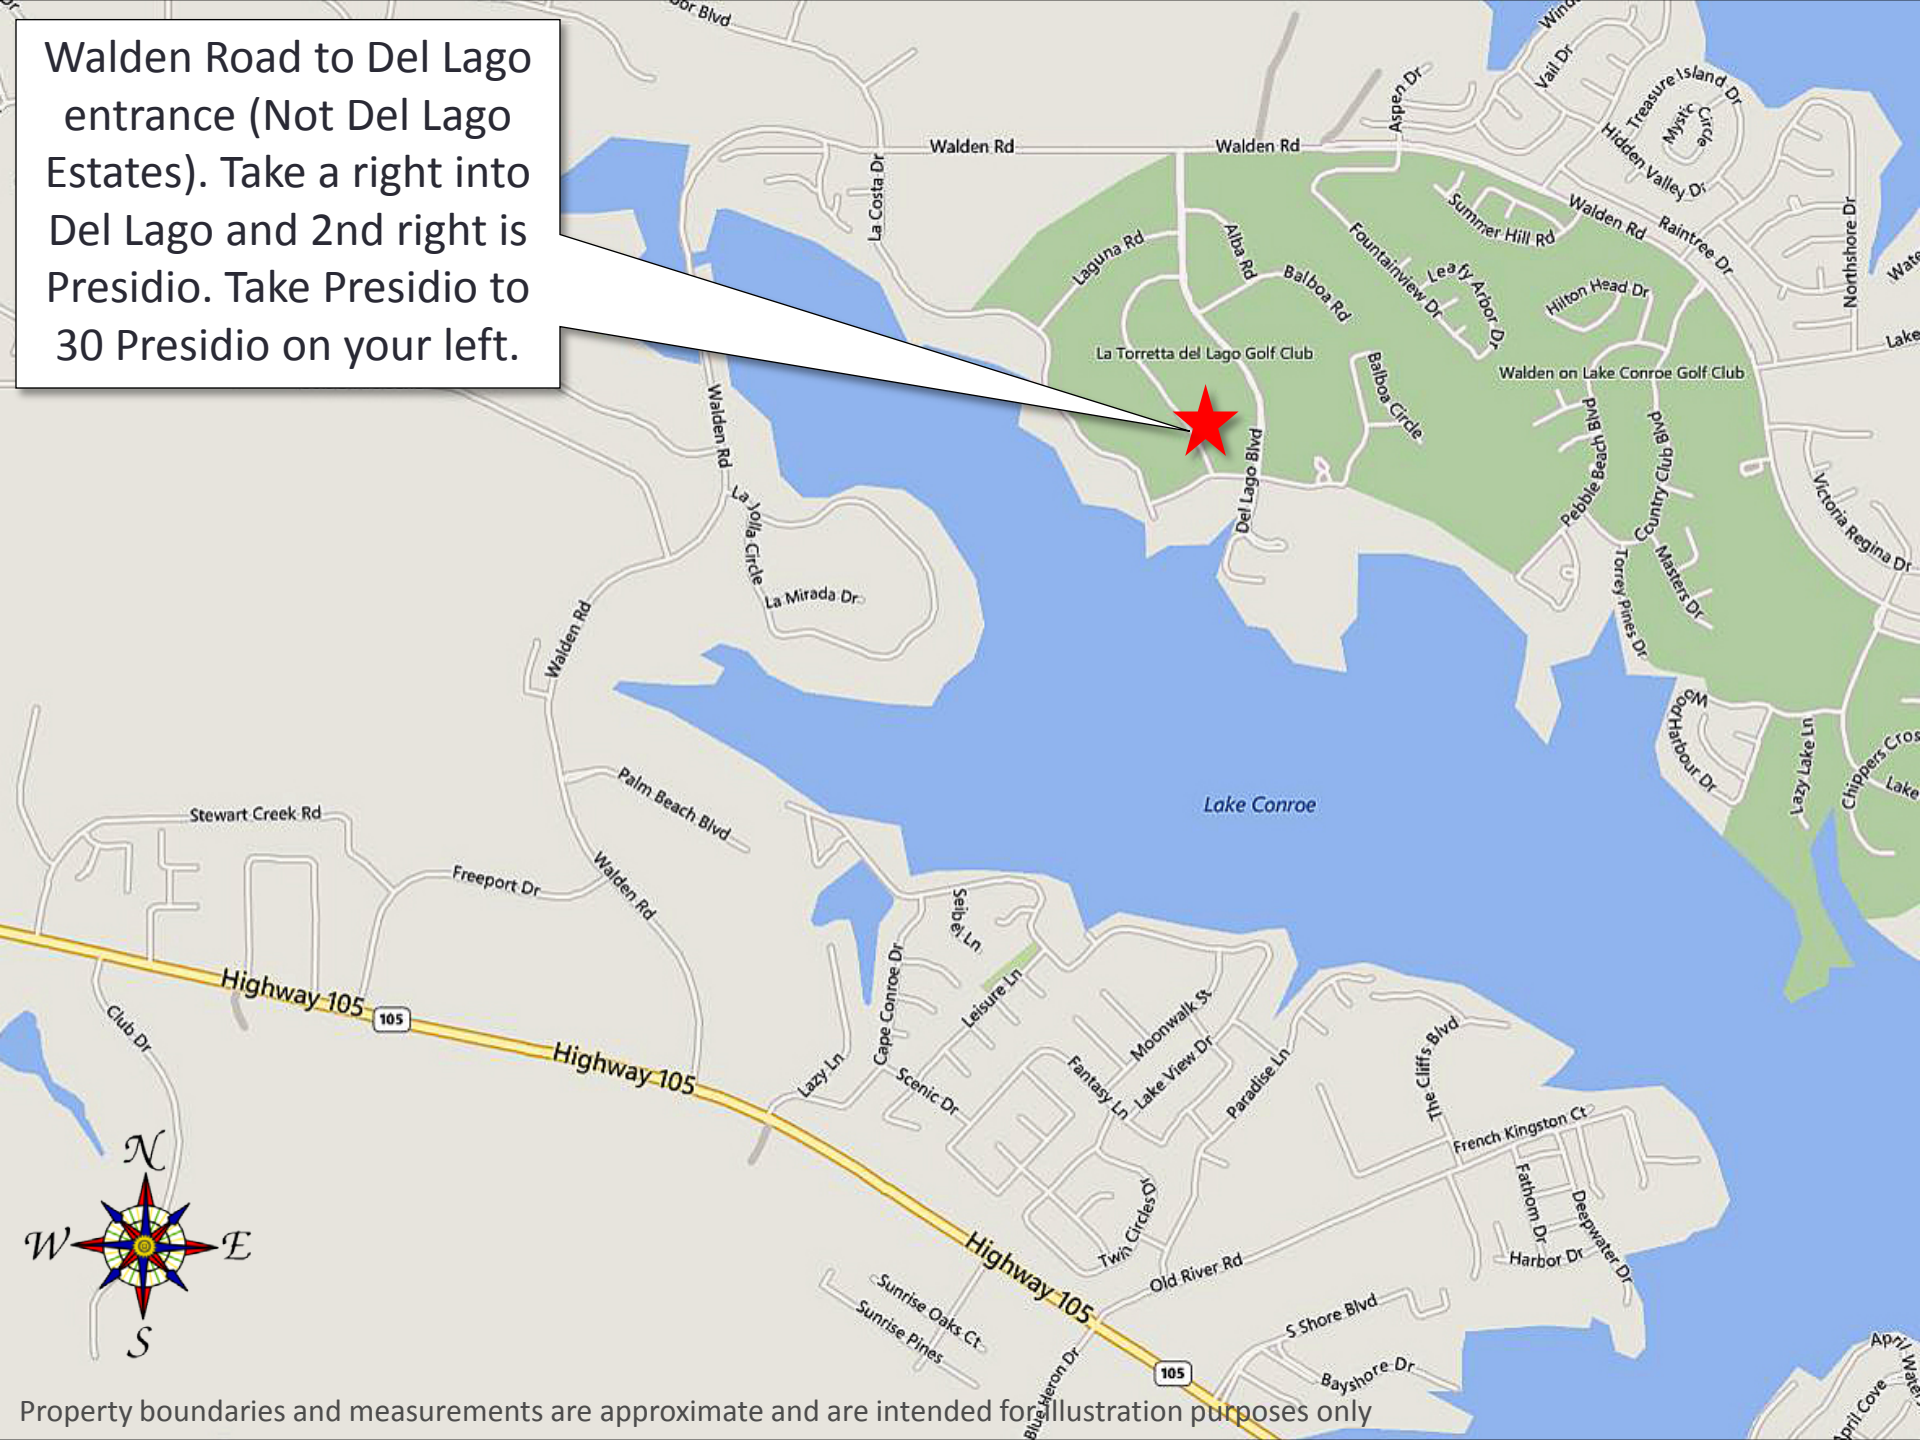 Walden Road to Del Lago
entrance (Not Del Lago
Estates). Take a right into
Del Lago and 2nd right is
Presidio. Take Presidio to
30 Presidio on your left.
Blvd
Walden Rd
Walden Rd
La Costa Dr
Aspen Dr
Vail Dr
Treasure Island Dr
Mystic Circle
Hidden Valley Dr
Summer Hill Rd
Walden Rd
Raintree Dr
Northshore Dr
Laguna Rd
Alba Rd
Balboa Rd
Fountainview Dr
Leafy Arbor Dr
Hilton Head Dr
Lake
La Torretta del Lago Golf Club
Walden on Lake Conroe Golf Club
Balboa Circle
Walden Rd
Del Lago Blvd
Pebble Beach Blvd
Country Club Blvd
Victoria Regina Dr
La Jolla Circle
La Mirada Dr
Masters Dr
Torrey Pines Dr
Walden Rd
Wood Harbour Dr
Lazy Lake Ln
Chippers Cros
Lake
Palm Beach Blvd
Lake Conroe
Stewart Creek Rd
Freeport Dr
Walden Rd
Seibel Ln
Cape Conroe Dr
Leisure Ln
Highway 105
105
Club Dr
Highway 105
Lazy Ln
Scenic Dr
Moonwalk St
Lake View Dr
Fantasy Ln
Paradise Ln
The Cliffs Blvd
French Kingston Ct
Fathom Dr
Deepwater Dr
Harbor Dr
Twin Circles Dr
Old River Rd
Highway 105
N
W
E
S
Sunrise Oaks Ct
Sunrise Pines
S Shore Blvd
Bayshore Dr
105
Blue Heron Dr
April Cove
Property boundaries and measurements are approximate and are intended for illustration purposes only